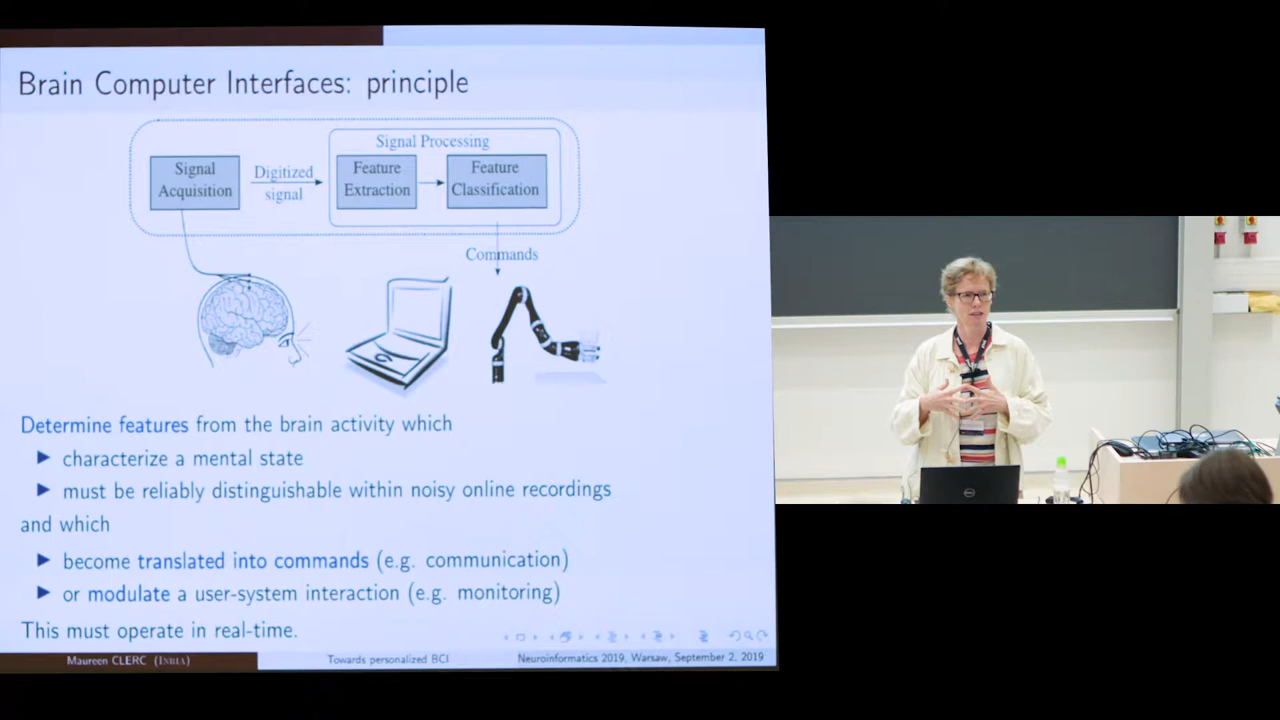 Brain Computer Interfaces: principle
Signal Processing
Signal
Acquisition
Digitized
signal
Feature
Extraction
Feature
Classification
Commands
Determine features from the brain activity which
▶ characterize a mental state
▶ must be reliably distinguishable within noisy online recordings
and which
▶ become translated into commands (e.g. communication)
▶ or modulate a user-system interaction (e.g. monitoring)
This must operate in real-time.
Maureen CLERC (INRIA) Towards personalized BCI Neuroinformatics 2019, Warsaw, September 2, 2019
DELL